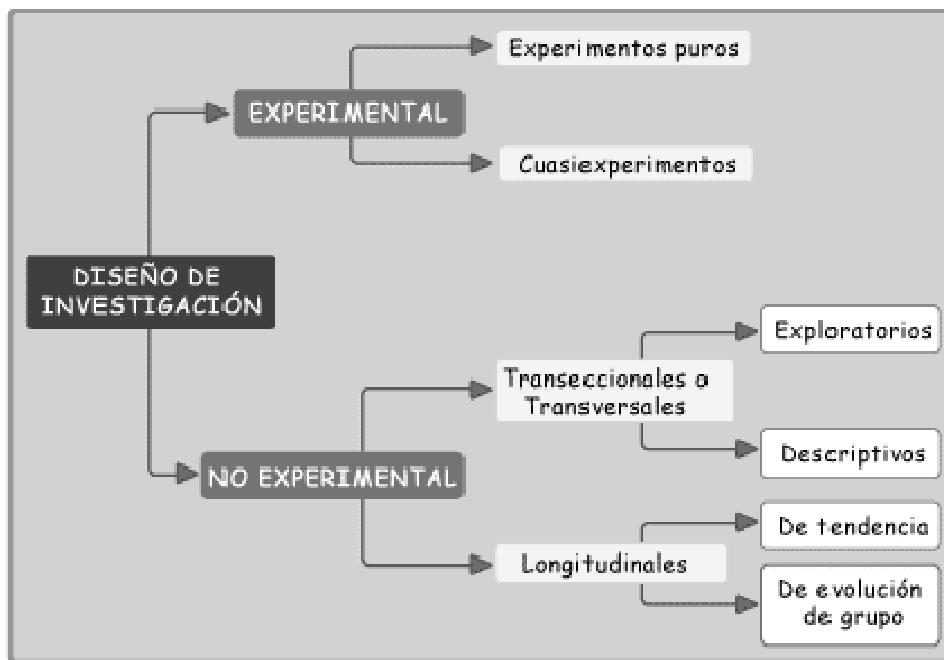 Experimentos puros
EXPERIMENTAL
Cuasiexperimentos
DISEÑO DE
INVESTIGACIÓN
Exploratorios
Transeccionales o
Transversales
Descriptivos
NO EXPERIMENTAL
De tendencia
Longitudinales
De evolución
de grupo